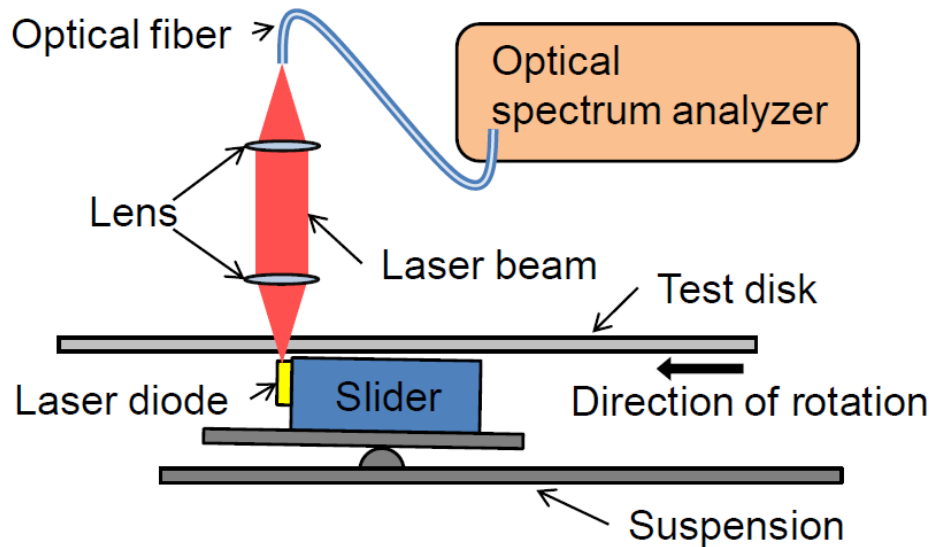 Optical fiber
Optical
spectrum analyzer
Lens
Laser beam
Test disk
Laser diode
Slider
Direction of rotation
Suspension